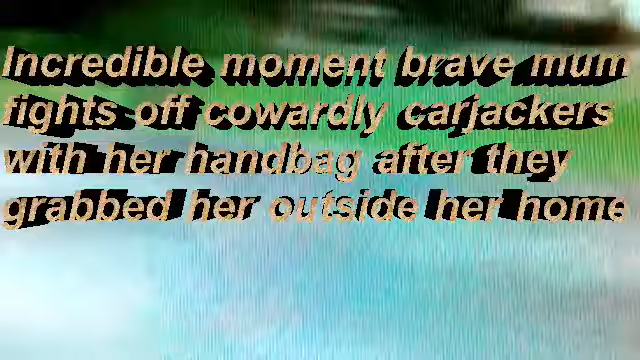 Incredible moment brave mum
fights off cowardly carjackers
with her handbag after they
grabbed her outside her home